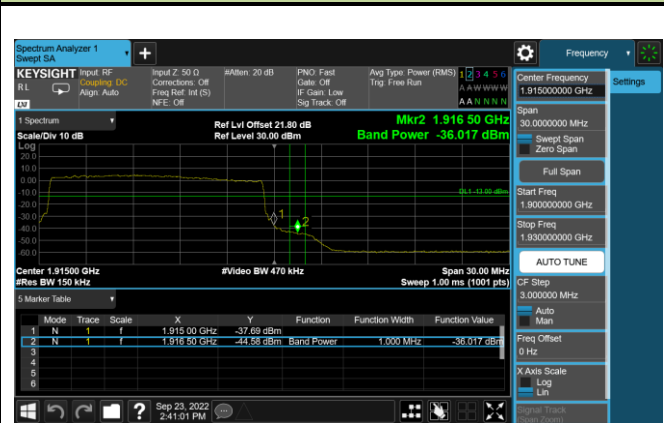 Spectrum Analyzer 1
Swept SA
+
Frequency
KEYSIGHT
RL
LXI
Input: RF
Coupling: DC
Align: Auto
Input Z: 50 Ω
Corrections: Off
Freq Ref: Int (S)
NFE: Off
#Atten: 20 dB
PNO: Fast
Gate: Off
IF Gain: Low
Sig Track: Off
Avg Type: Power (RMS)
Trig: Free Run
1 2 3 4 5 6
A A W W W W
A A N N N N
1 Spectrum
Scale/Div 10 dB
Ref Lvl Offset 21.80 dB
Ref Level 30.00 dBm
Mkr2 1.916 50 GHz
Band Power -36.017 dBm
Log
20.0
10.0
0.00
-10.0
-20.0
-30.0
-40.0
-50.0
-60.0
DL1 -13.00 dBm
1
2
Center 1.91500 GHz
#Res BW 150 kHz
#Video BW 470 kHz
Span 30.00 MHz
Sweep 1.00 ms (1001 pts)
5 Marker Table
Mode Trace Scale X Y Function Function Width Function Value
1 N 1 f 1.915 00 GHz -37.69 dBm
2 N 1 f 1.916 50 GHz -44.58 dBm Band Power 1.000 MHz -36.017 dBm
3
4
5
6
Sep 23, 2022
2:41:01 PM
?
Center Frequency
1.915000000 GHz
Settings
Span
30.0000000 MHz
Swept Span
Zero Span
Full Span
Start Freq
1.900000000 GHz
Stop Freq
1.930000000 GHz
AUTO TUNE
CF Step
3.000000 MHz
Auto
Man
Freq Offset
0 Hz
X Axis Scale
Log
Lin
Signal Track
(Span Zoom)